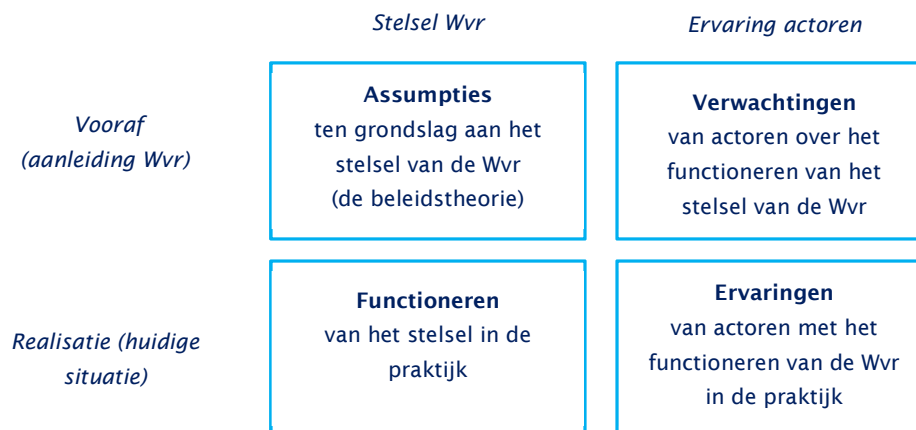 Stelsel Wvr
Ervaring actoren
Vooraf
(aanleiding Wvr)
Assumpties
ten grondslag aan het
stelsel van de Wvr
(de beleidstheorie)
Verwachtingen
van actoren over het
functioneren van het
stelsel van de Wvr
Realisatie (huidige
situatie)
Functioneren
van het stelsel in de
praktijk
Ervaringen
van actoren met het
functioneren van de Wvr
in de praktijk